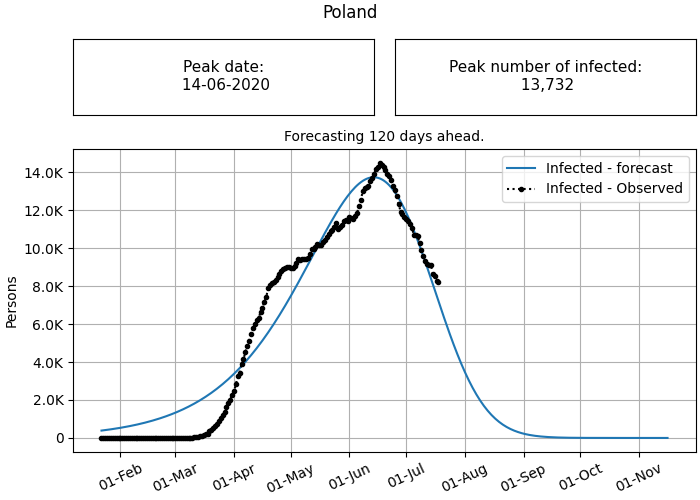 Poland
Peak date:
14-06-2020
Peak number of infected:
13,732
Forecasting 120 days ahead.
Infected - forecast
Infected - Observed
14.0K
12.0K
10.0K
8.0K
6.0K
4.0K
2.0K
0
Persons
01-Feb
01-Mar
01-Apr
01-May
01-Jun
01-Jul
01-Aug
01-Sep
01-Oct
01-Nov